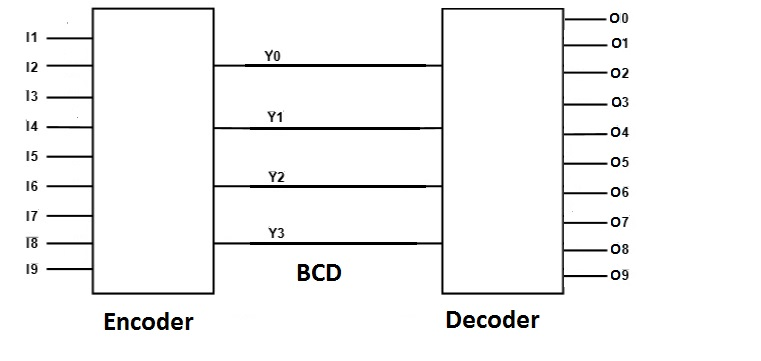 I1
I2
I3
I4
I5
I6
I7
I8
I9
Y0
Y1
Y2
Y3
BCD
O0
O1
O2
O3
O4
O5
O6
O7
O8
O9
Encoder
Decoder